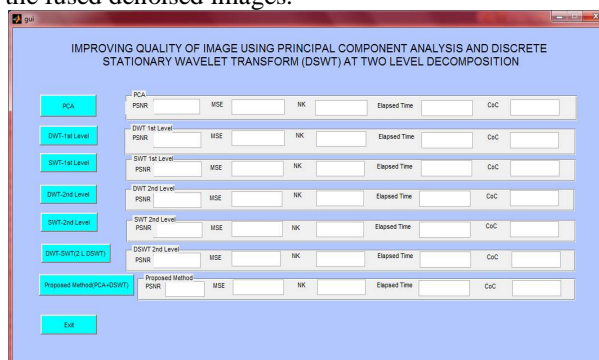 the fused denoised images.
gui
IMPROVING QUALITY OF IMAGE USING PRINCIPAL COMPONENT ANALYSIS AND DISCRETE
STATIONARY WAVELET TRANSFORM (DSWT) AT TWO LEVEL DECOMPOSITION
PCA
PCA
PSNR MSE NK Elapsed Time CoC
DWT-1st Level
DWT 1st Level
PSNR MSE NK Elapsed Time CoC
SWT-1st Level
SWT 1st Level
PSNR MSE NK Elapsed Time CoC
DWT-2nd Level
DWT 2nd Level
PSNR MSE NK Elapsed Time CoC
SWT-2nd Level
SWT 2nd Level
PSNR MSE NK Elapsed Time CoC
DWT-SWT(2 L DSWT)
DSWT 2nd Level
PSNR MSE NK Elapsed Time CoC
Proposed Method(PCA+DSWT)
Proposed Method
PSNR MSE NK Elapsed Time CoC
Exit